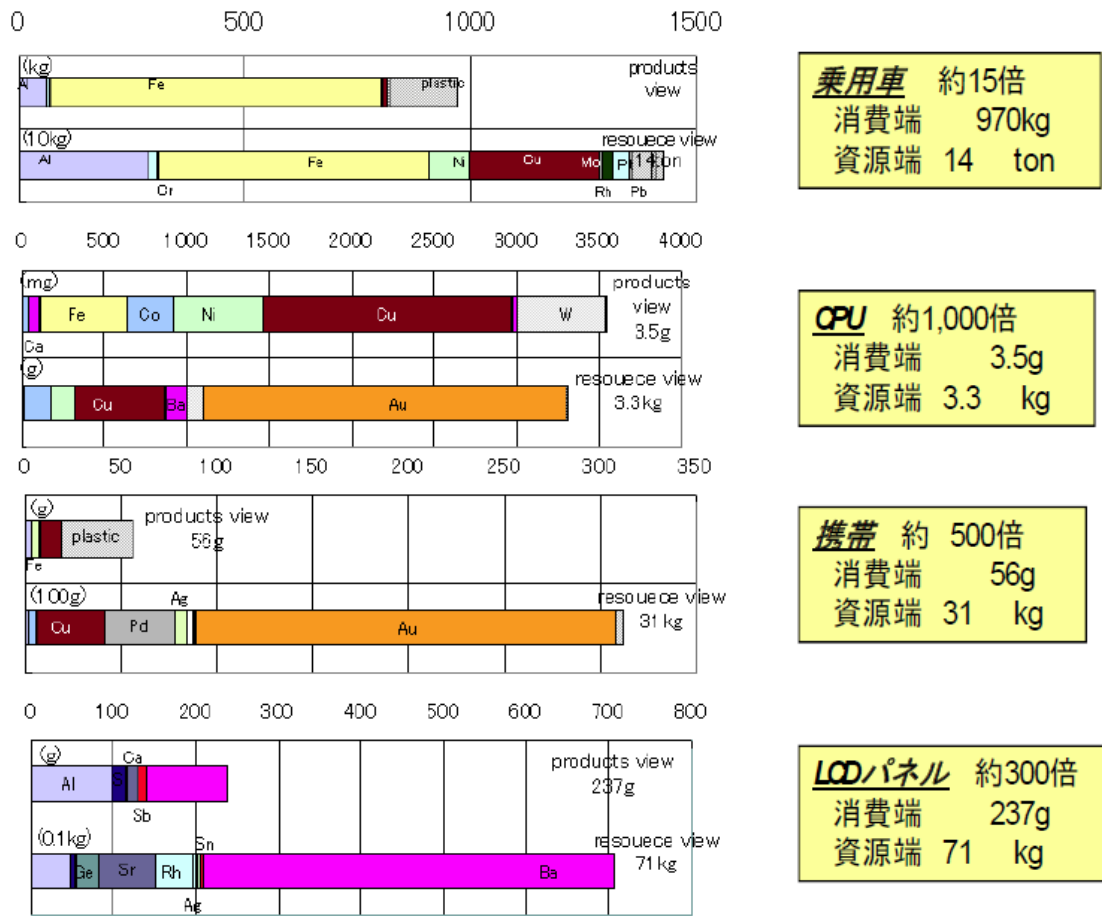 0 500 1000 1500
(kg)
Al Fe plastic
products
view
(10kg)
resouece view
14ton
Al Fe Ni Cu Mo Pt
Cr Rh Pb
乗用車 約15倍
消費端 970kg
資源端 14 ton
0 500 1000 1500 2000 2500 3000 3500 4000
(mg)
products
view
3.5g
Fe Co Ni Cu W
Ca
(g)
resouece view
3.3kg
Cu Ba Au
CPU 約1,000倍
消費端 3.5g
資源端 3.3 kg
0 50 100 150 200 250 300 350
(g)
products view
56g
plastic
Fe
(100g)
Ag
resouece view
31kg
Cu Pd Au
携帯 約 500倍
消費端 56g
資源端 31 kg
0 100 200 300 400 500 600 700 800
(g)
Ca
products view
237g
Al Si
Sb
(0.1kg)
Sn
resouece view
71kg
Ge Sr Rh Ba
Ag
LCDパネル 約300倍
消費端 237g
資源端 71 kg